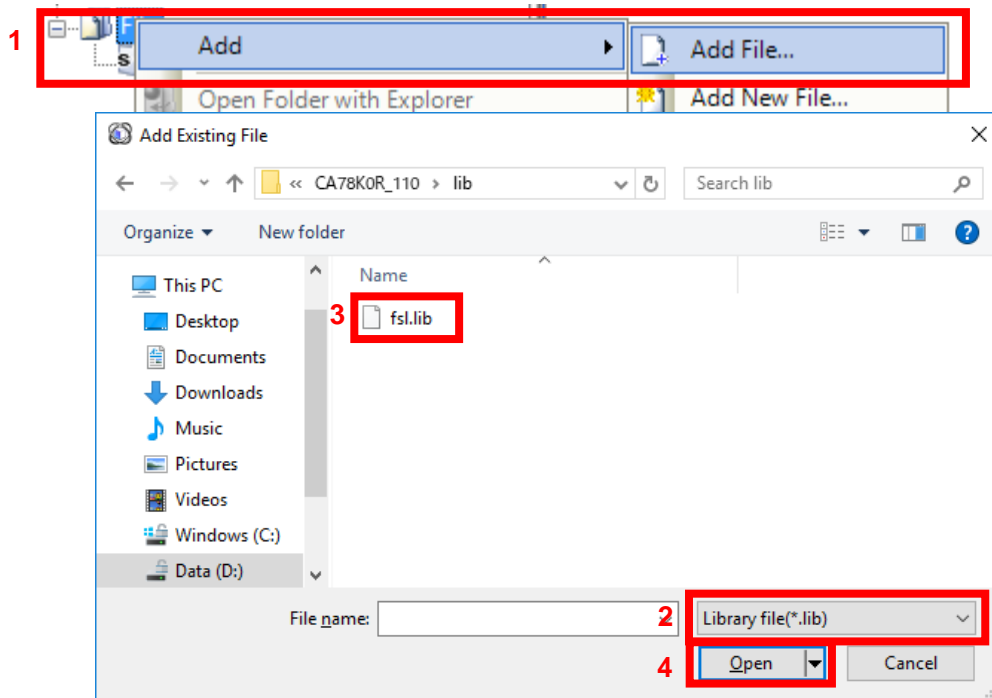 1
F
Add
Add File...
s
Open Folder with Explorer
Add New File...
Add Existing File
« CA78K0R_110 > lib
Search lib
Organize
New folder
?
This PC
Name
Desktop
3
fsl.lib
Documents
Downloads
Music
Pictures
Videos
Windows (C:)
Data (D:)
File name:
2
Library file(*.lib)
4
Open
Cancel